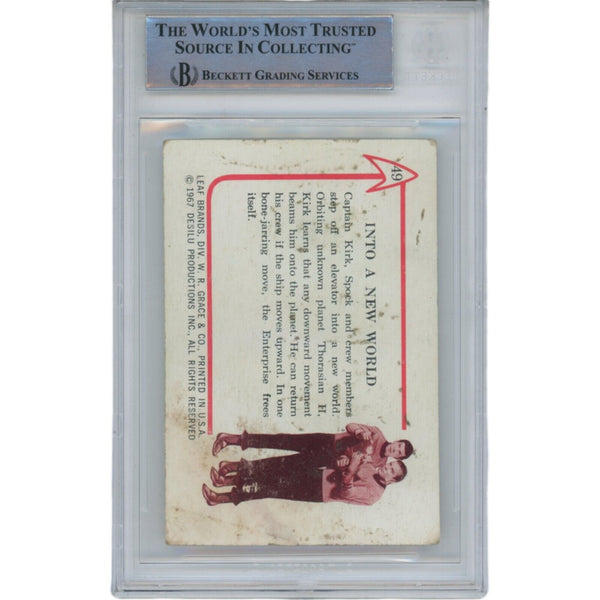 THE WORLD'S MOST TRUSTED
SOURCE IN COLLECTING™
B BECKETT GRADING SERVICES
49
INTO A NEW WORLD
Captain Kirk, Spock and crew members
step off an elevator into a new world.
Orbiting unknown planet Thorasian H.
Kirk learns that any downward movement
beams him onto the planet. He can return
his crew if the ship moves upward. In one
bone-jarring move, the Enterprise frees
itself.
LEAF BRANDS, DIV. W. R. GRACE & CO., PRINTED IN U.S.A.
© 1967 DESILU PRODUCTIONS INC., ALL RIGHTS RESERVED